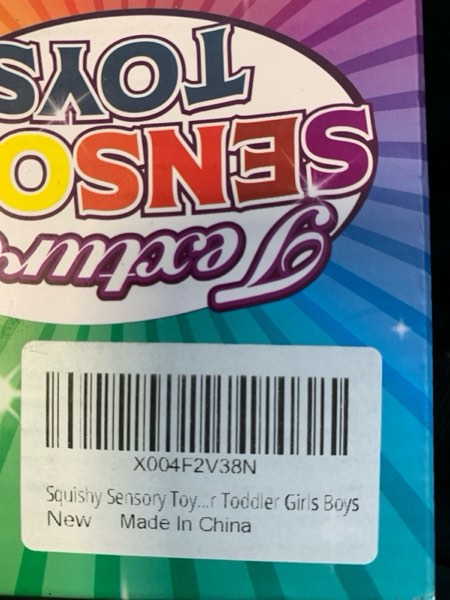 Textur
SENSO
TOYS
X004F2V38N
Squishy Sensory Toy...r Toddler Girls Boys
New Made In China